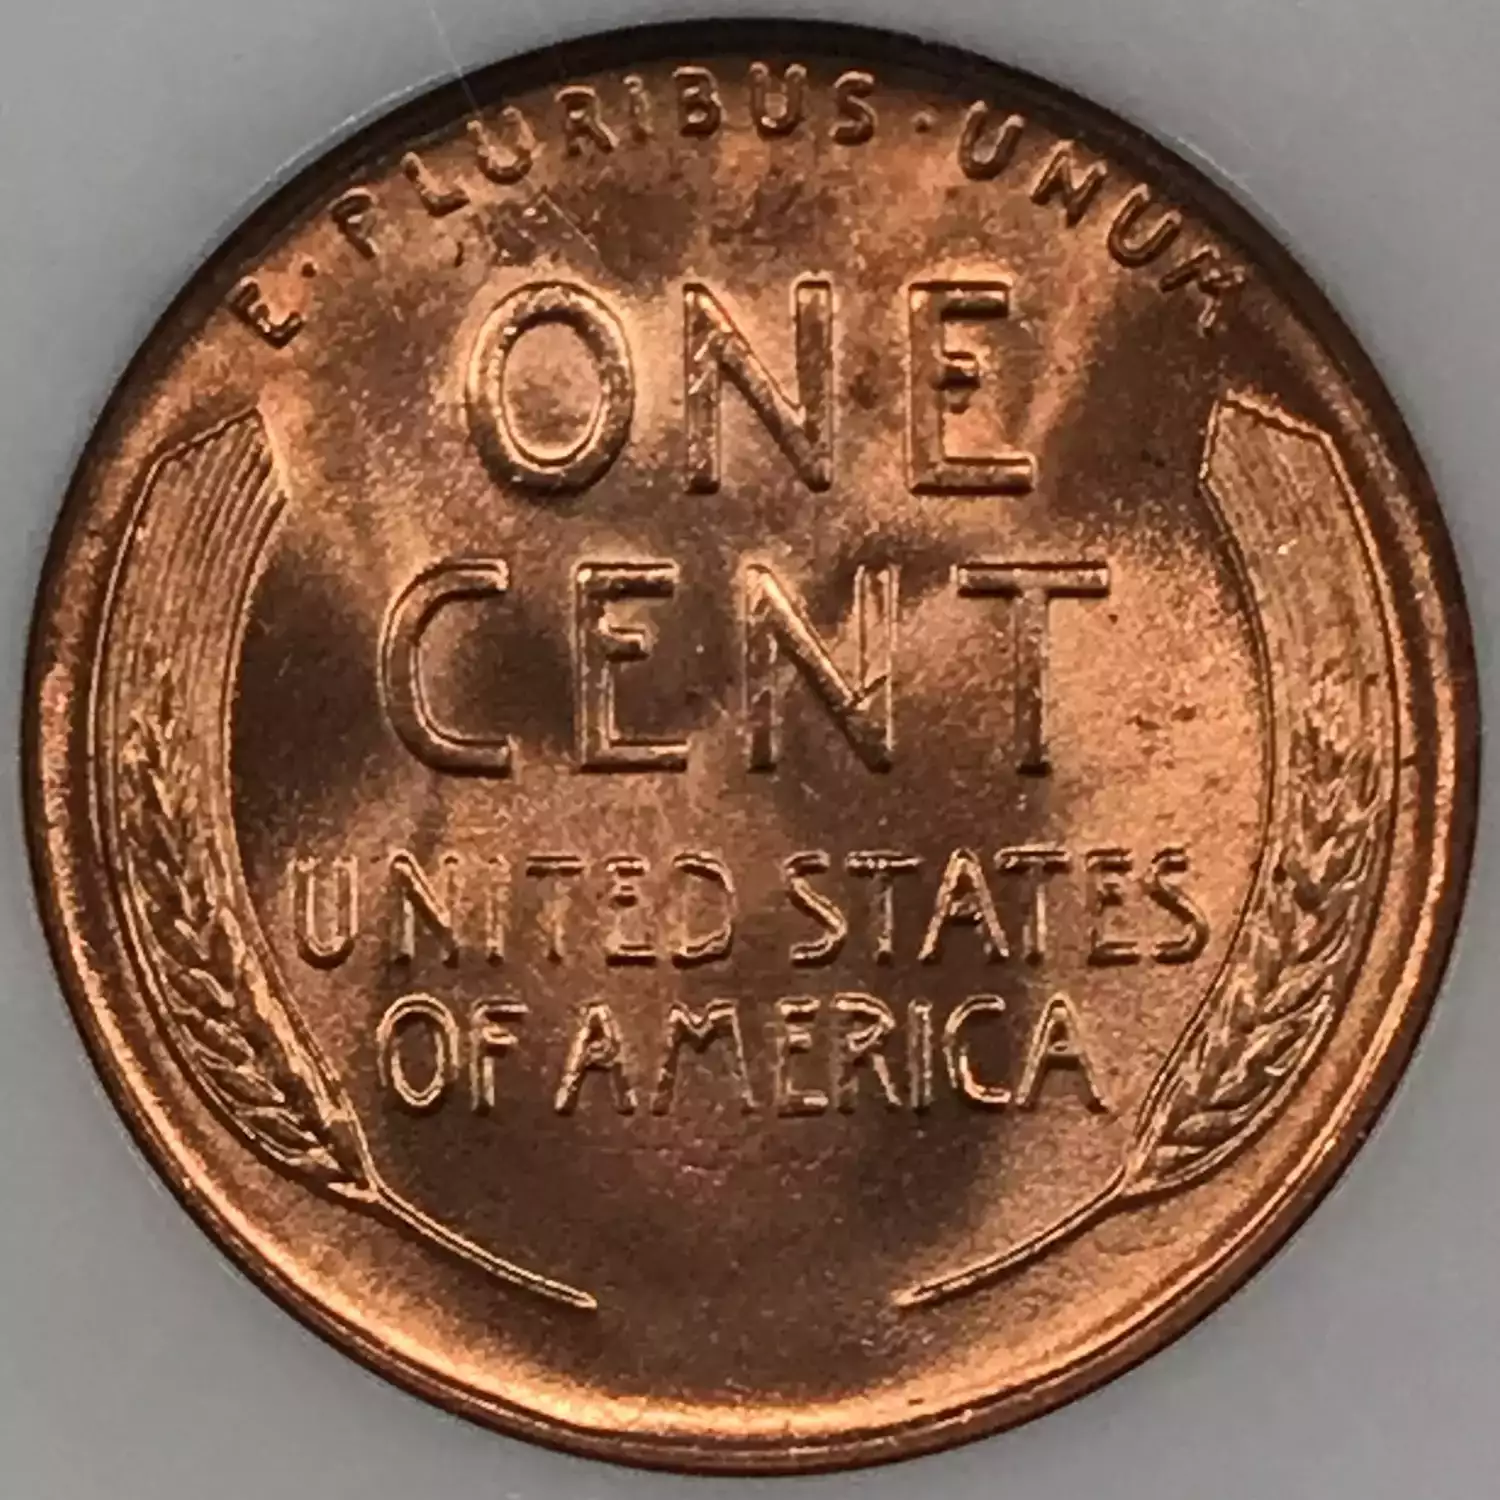 E · PLURIBUS · UNUM
ONE
CENT
UNITED STATES
OF AMERICA